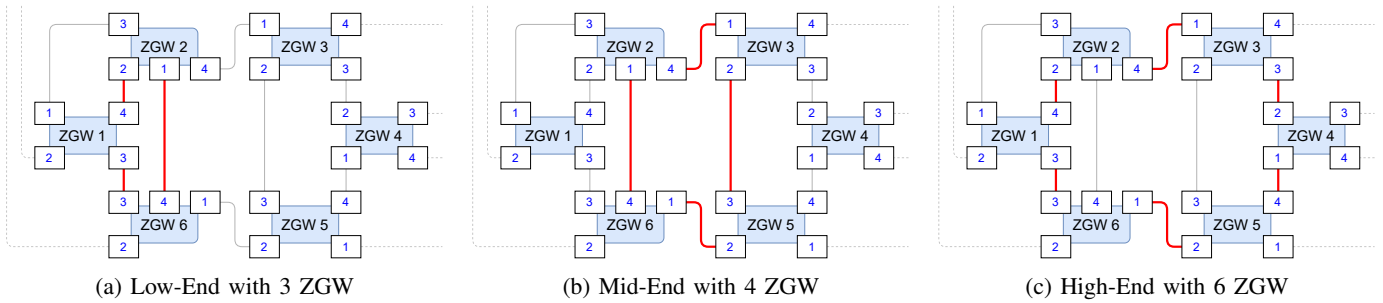 3 1 4 3 1 4 3 1 4
ZGW 2 ZGW 3 ZGW 2 ZGW 3 ZGW 2 ZGW 3
2 1 4 2 3 2 1 4 2 3 2 1 4 2 3
1 4 2 3 1 4 2 3 1 4 2 3
ZGW 1 ZGW 4 ZGW 1 ZGW 4 ZGW 1 ZGW 4
2 3 1 4 2 3 1 4 2 3 1 4
3 4 1 3 4 3 4 1 3 4 3 4 1 3 4
ZGW 6 ZGW 5 ZGW 6 ZGW 5 ZGW 6 ZGW 5
2 2 1 2 2 1 2 2 1
(a) Low-End with 3 ZGW (b) Mid-End with 4 ZGW (c) High-End with 6 ZGW